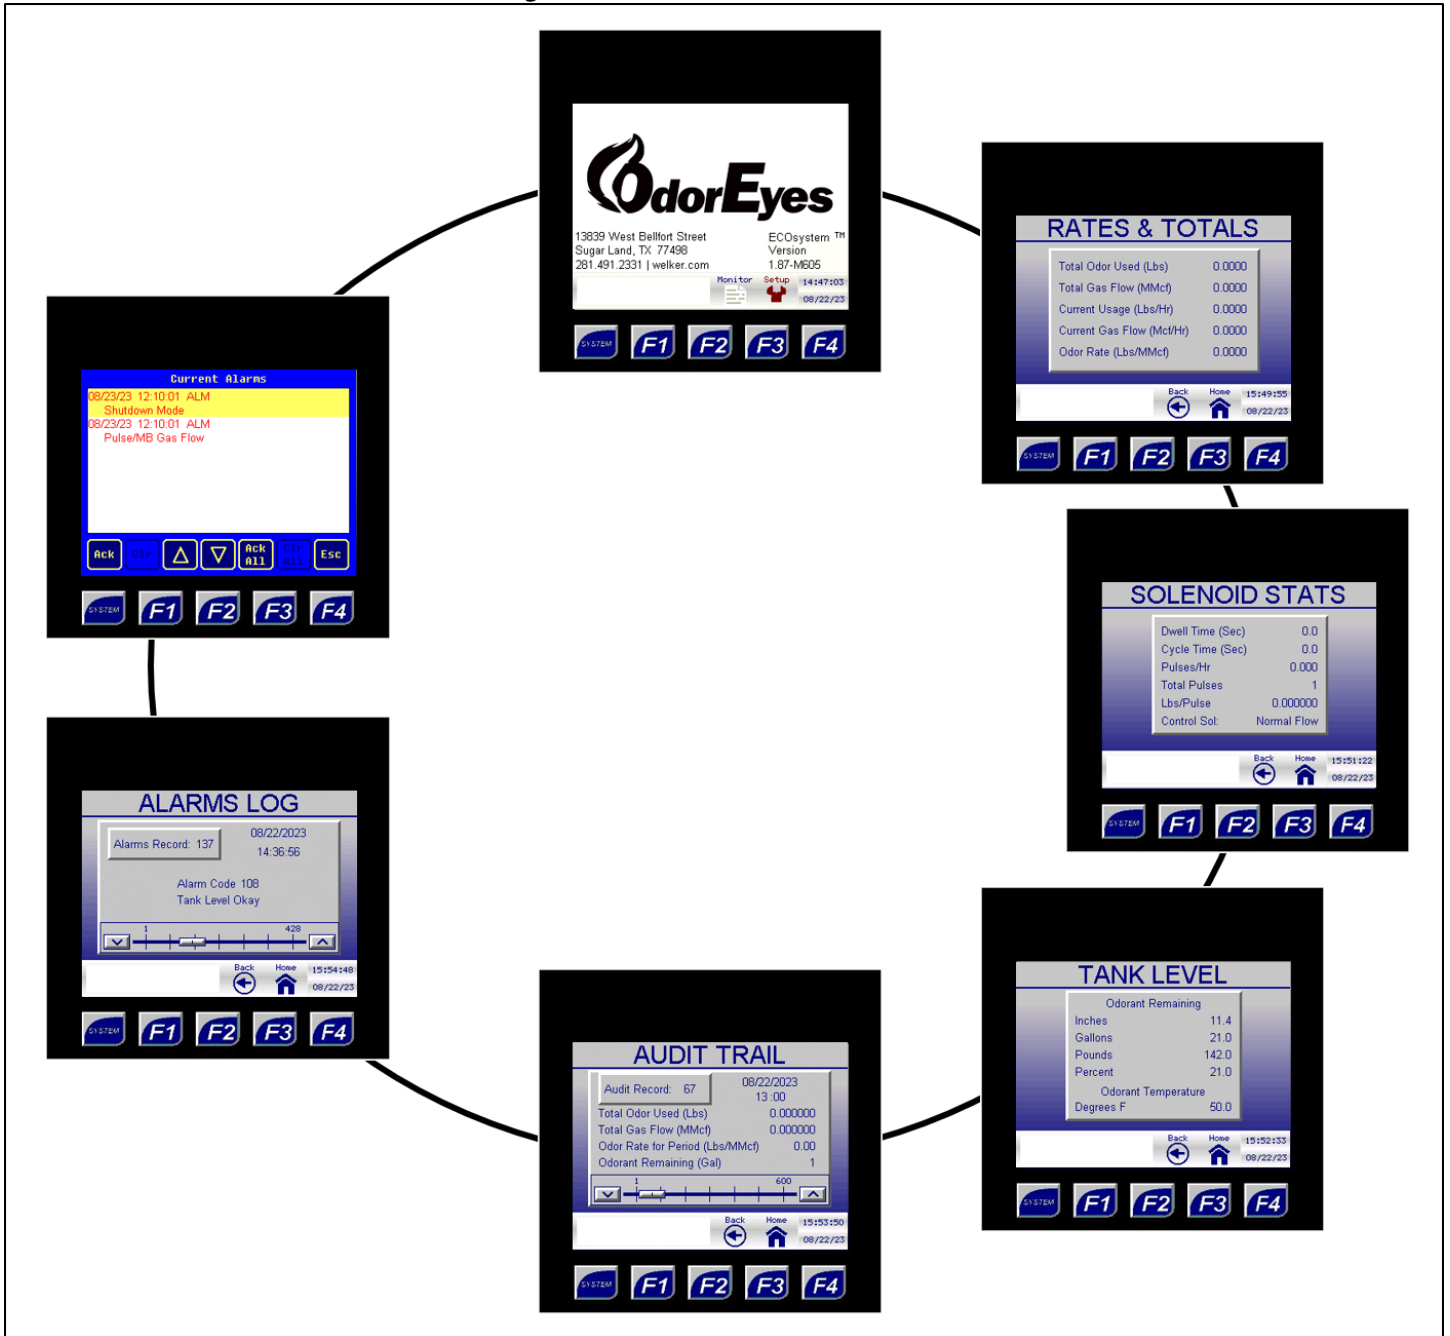 OdorEyes
13839 West Bellfort Street
Sugar Land, TX 77498
281.491.2331 | welker.com
ECOsystem ™
Version
1.87-M605
Monitor
Setup
14:47:03
08/22/23
SYSTEM F1 F2 F3 F4
RATES & TOTALS
Total Odor Used (Lbs) 0.0000
Total Gas Flow (MMcf) 0.0000
Current Usage (Lbs/Hr) 0.0000
Current Gas Flow (Mcf/Hr) 0.0000
Odor Rate (Lbs/MMcf) 0.0000
Back
Home
15:49:55
08/22/23
SYSTEM F1 F2 F3 F4
SOLENOID STATS
Dwell Time (Sec) 0.0
Cycle Time (Sec) 0.0
Pulses/Hr 0.000
Total Pulses 1
Lbs/Pulse 0.000000
Control Sol: Normal Flow
Back
Home
15:51:22
08/22/23
SYSTEM F1 F2 F3 F4
TANK LEVEL
Odorant Remaining
Inches 11.4
Gallons 21.0
Pounds 142.0
Percent 21.0
Odorant Temperature
Degrees F 50.0
Back
Home
15:52:33
08/22/23
SYSTEM F1 F2 F3 F4
AUDIT TRAIL
Audit Record: 67
08/22/2023
13 :00
Total Odor Used (Lbs) 0.000000
Total Gas Flow (MMcf) 0.000000
Odor Rate for Period (Lbs/MMcf) 0.00
Odorant Remaining (Gal) 1
1 600
Back
Home
15:53:50
08/22/23
SYSTEM F1 F2 F3 F4
ALARMS LOG
Alarms Record: 137
08/22/2023
14:36:56
Alarm Code 108
Tank Level Okay
1 428
Back
Home
15:54:48
08/22/23
SYSTEM F1 F2 F3 F4
Current Alarms
08/23/23 12:10:01 ALM
Shutdown Mode
08/23/23 12:10:01 ALM
Pulse/MB Gas Flow
Ack
Clr
Ack All
Clr All
Esc
SYSTEM F1 F2 F3 F4